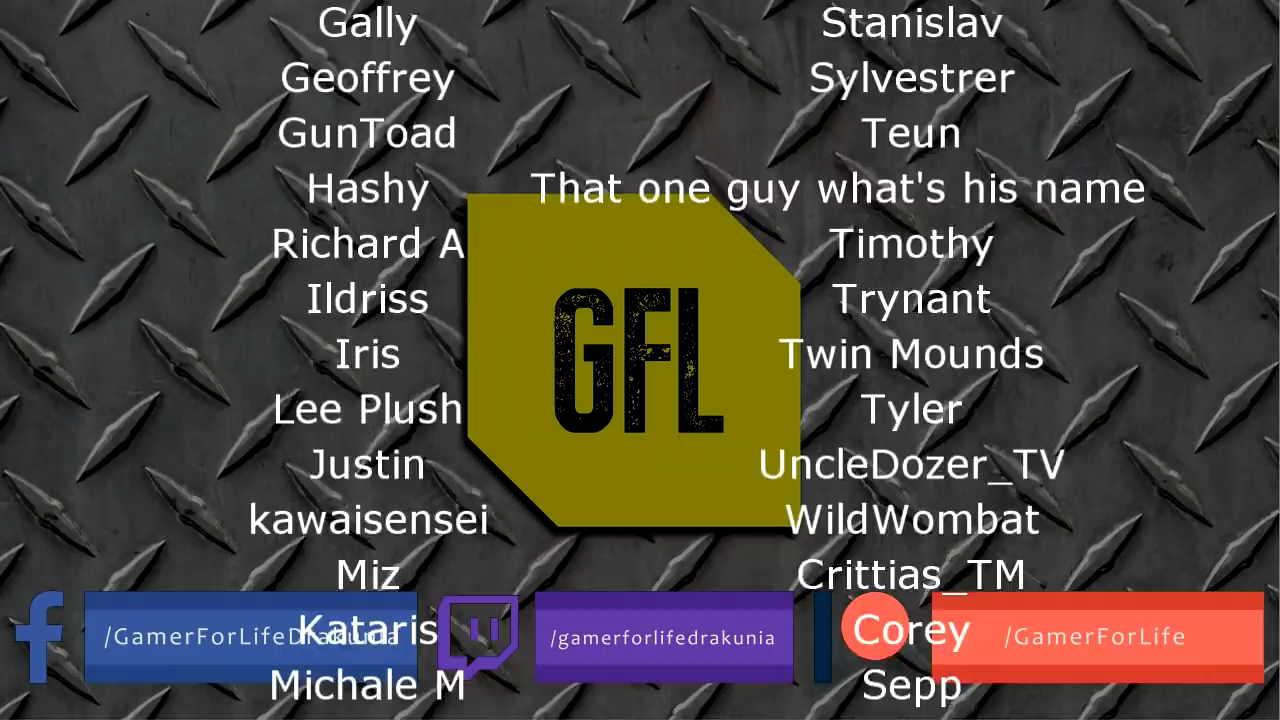 Gally
Geoffrey
GunToad
Hashy
Richard A
Ildriss
Iris
Lee Plush
Justin
kawaisensei
Miz
Kataris
Michale M
Stanislav
Sylvestrer
Teun
That one guy what's his name
Timothy
Trynant
Twin Mounds
Tyler
UncleDozer_TV
WildWombat
Crittias_TM
Corey
Sepp
GFL
/GamerForLifeDrakunia
/gamerforlifedrakunia
/GamerForLife